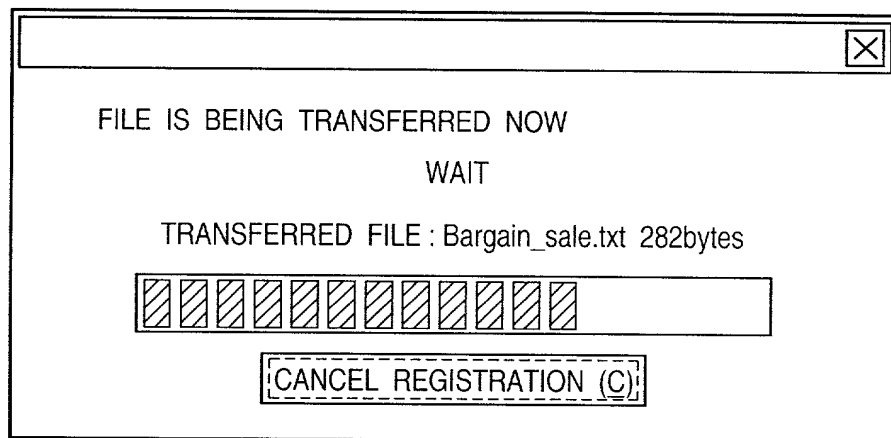 FILE IS BEING TRANSFERRED NOW
WAIT
TRANSFERRED FILE : Bargain_sale.txt 282bytes
CANCEL REGISTRATION (C)